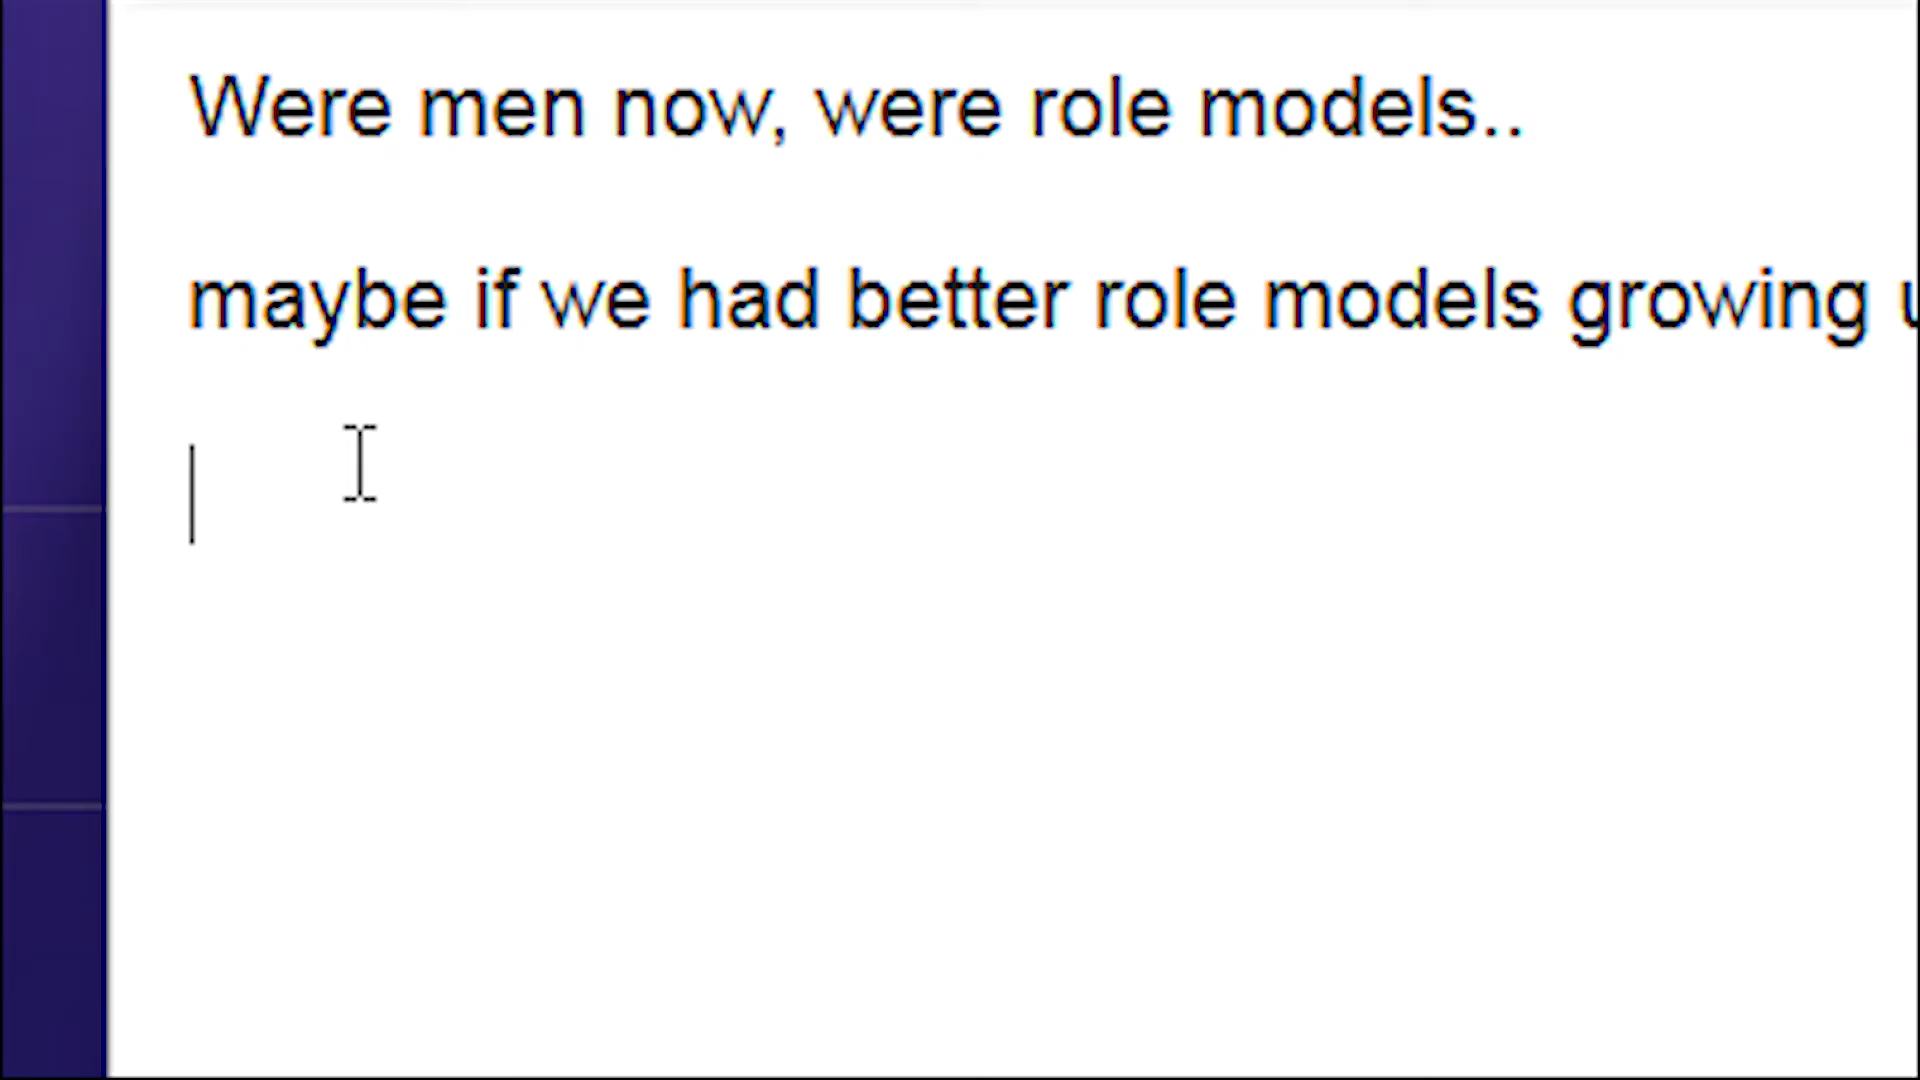 Were men now, were role models..
maybe if we had better role models growing